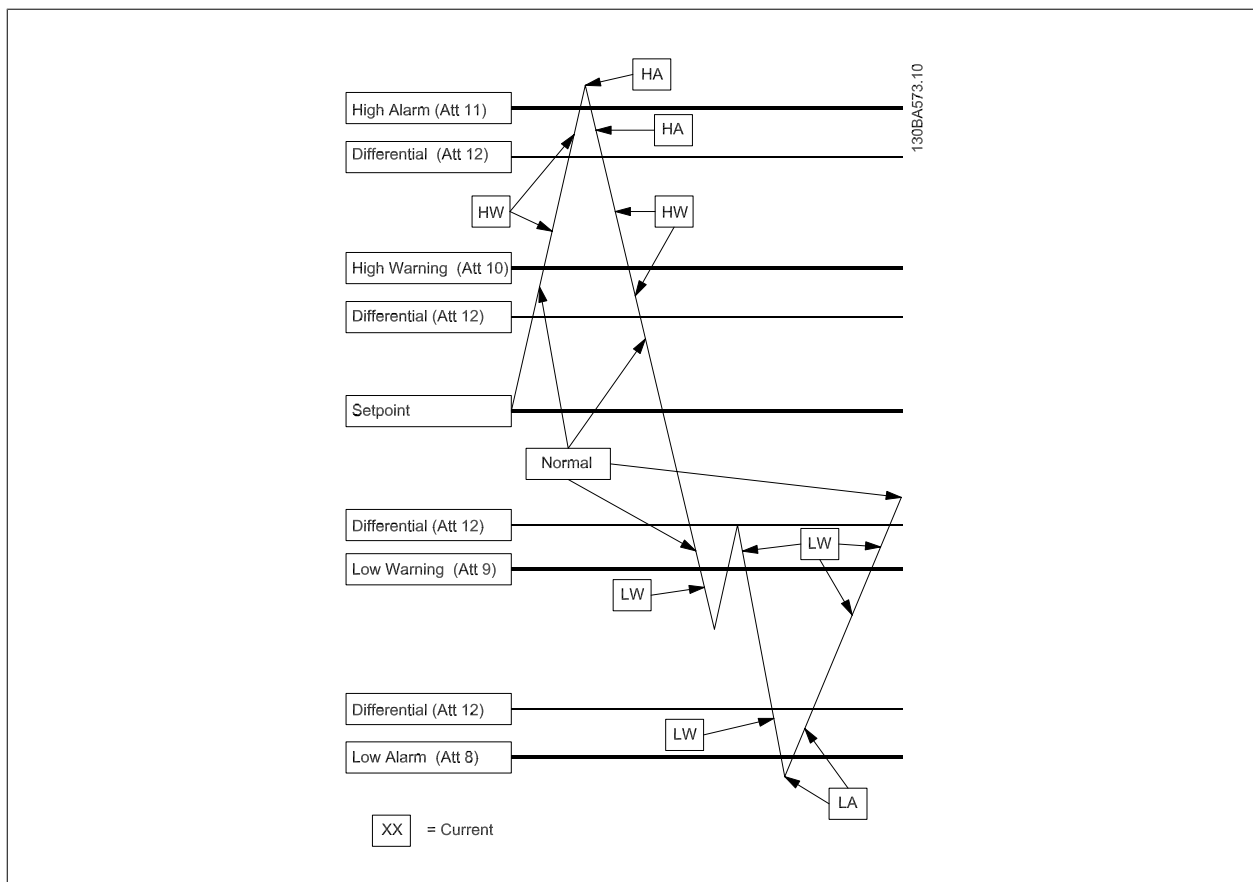 HA
130BA573.10
High Alarm (Att 11)
HA
Differential (Att 12)
HW
HW
High Warning (Att 10)
Differential (Att 12)
Setpoint
Normal
Differential (Att 12)
LW
Low Warning (Att 9)
LW
Differential (Att 12)
LW
Low Alarm (Att 8)
LA
XX = Current